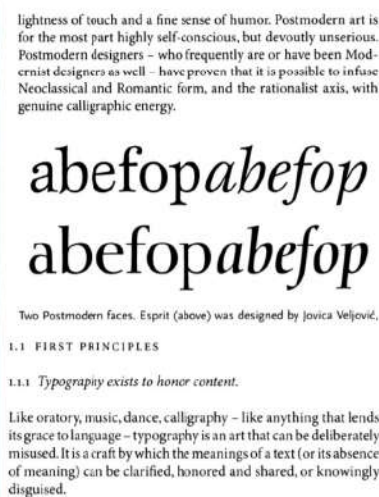 lightness of touch and a fine sense of humor. Postmodern art is
for the most part highly self-conscious, but devoutly unserious.
Postmodern designers – who frequently are or have been Mod-
ernist designers as well – have proven that it is possible to infuse
Neoclassical and Romantic form, and the rationalist axis, with
genuine calligraphic energy.
abefopabefop
abefopabefop
Two Postmodern faces. Esprit (above) was designed by Jovica Veljović,
1.1 FIRST PRINCIPLES
1.1.1 Typography exists to honor content.
Like oratory, music, dance, calligraphy – like anything that lends
its grace to language – typography is an art that can be deliberately
misused. It is a craft by which the meanings of a text (or its absence
of meaning) can be clarified, honored and shared, or knowingly
disguised.